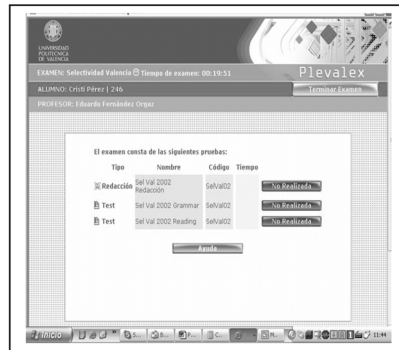 UNIVERSIDAD
POLITECNICA
DE VALENCIA
EXAMEN: Selectividad Valencia Tiempo de examen: 00:19:51
Plevalex
ALUMNO: Cristi Pérez | 246
Terminar Examen
PROFESOR: Eduardo Fernández Orgaz
El examen consta de las siguientes pruebas:
Tipo Nombre Código Tiempo
Redacción Sel Val 2002 Redacción SelVal02 No Realizada
Test Sel Val 2002 Grammar SelVal02 No Realizada
Test Sel Val 2002 Reading SelVal02 No Realizada
Ayuda
Inicio 11:44